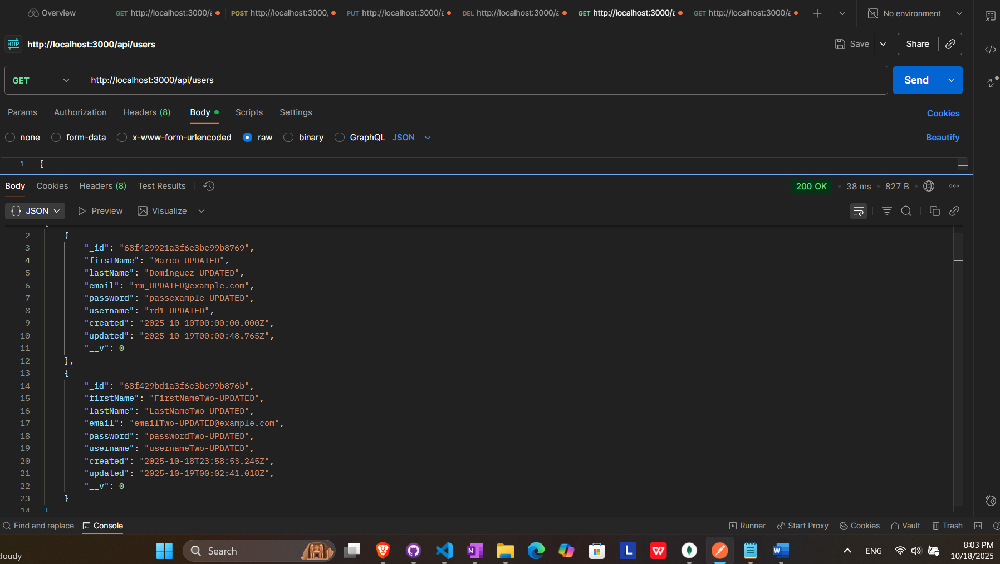 Overview GET http://localhost:3000/a POST http://localhost:3000, PUT http://localhost:3000/a DEL http://localhost:3000/a GET http://localhost:3000/a GET http://localhost:3000/a No environment
HTTP http://localhost:3000/api/users Save Share
GET http://localhost:3000/api/users Send
Params Authorization Headers (8) Body Scripts Settings Cookies
none form-data x-www-form-urlencoded raw binary GraphQL JSON Beautify
1 {
Body Cookies Headers (8) Test Results 200 OK • 38 ms • 827 B •
{} JSON Preview Visualize
2 {
3 "_id": "68f429921a3f6e3be99b8769",
4 "firstName": "Marco-UPDATED",
5 "lastName": "Dominguez-UPDATED",
6 "email": "rm_UPDATED@example.com",
7 "password": "passexample-UPDATED",
8 "username": "rd1-UPDATED",
9 "created": "2025-10-10T00:00:00.000Z",
10 "updated": "2025-10-19T00:00:48.765Z",
11 "__v": 0
12 },
13 {
14 "_id": "68f429bd1a3f6e3be99b876b",
15 "firstName": "FirstNameTwo-UPDATED",
16 "lastName": "LastNameTwo-UPDATED",
17 "email": "emailTwo-UPDATED@example.com",
18 "password": "passwordTwo-UPDATED",
19 "username": "usernameTwo-UPDATED",
20 "created": "2025-10-18T23:58:53.245Z",
21 "updated": "2025-10-19T00:02:41.018Z",
22 "__v": 0
23 }
24 ]
Find and replace Console Runner Start Proxy Cookies Vault Trash
loudy Search ENG 8:03 PM
10/18/2025